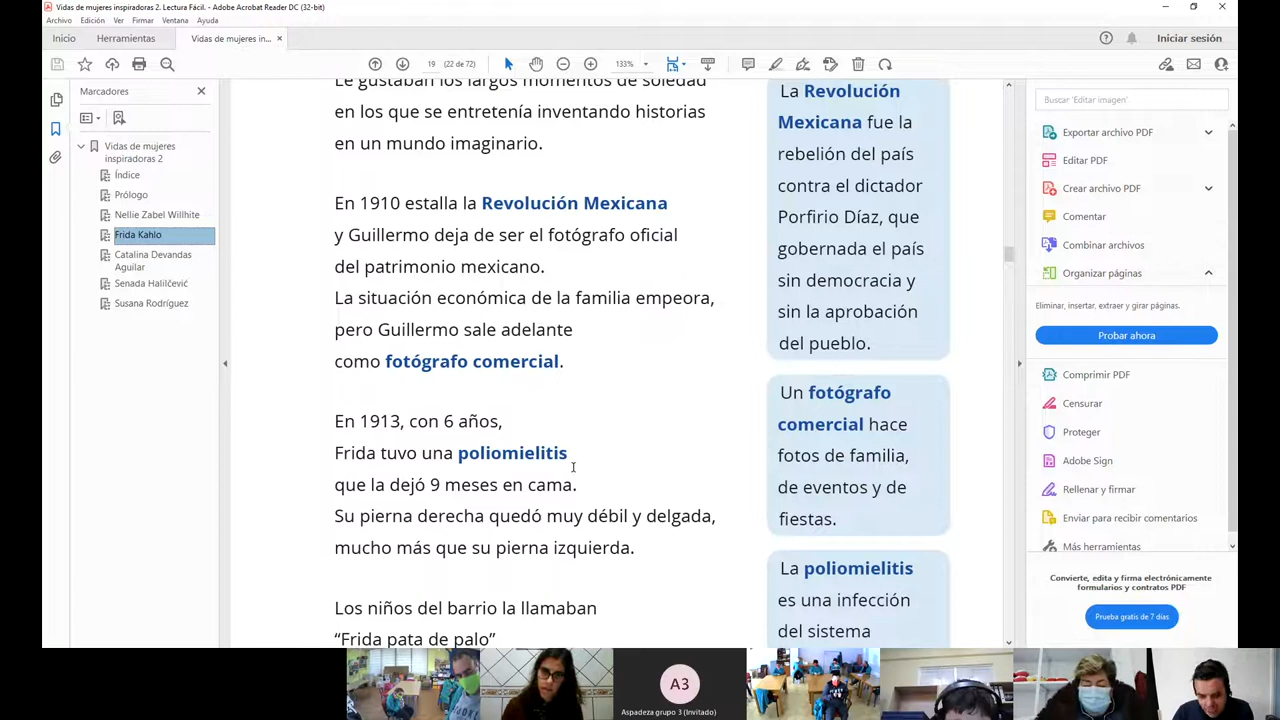 Vidas de mujeres inspiradoras 2. Lectura Fácil. - Adobe Acrobat Reader DC (32-bit)
Archivo Edición Ver Firmar Ventana Ayuda
Inicio Herramientas Vidas de mujeres in... × Iniciar sesión
19 (22 de 72) 133%
Marcadores
Vidas de mujeres
inspiradoras 2
Índice
Prólogo
Nellie Zabel Willhite
Frida Kahlo
Catalina Devandas
Aguilar
Senada Halilčević
Susana Rodríguez
Le gustaban los largos momentos de soledad
en los que se entretenía inventando historias
en un mundo imaginario.
En 1910 estalla la Revolución Mexicana
y Guillermo deja de ser el fotógrafo oficial
del patrimonio mexicano.
La situación económica de la familia empeora,
pero Guillermo sale adelante
como fotógrafo comercial.
En 1913, con 6 años,
Frida tuvo una poliomielitis
que la dejó 9 meses en cama.
Su pierna derecha quedó muy débil y delgada,
mucho más que su pierna izquierda.
Los niños del barrio la llamaban
“Frida pata de palo”
La Revolución
Mexicana fue la
rebelión del país
contra el dictador
Porfirio Díaz, que
gobernada el país
sin democracia y
sin la aprobación
del pueblo.
Un fotógrafo
comercial hace
fotos de familia,
de eventos y de
fiestas.
La poliomielitis
es una infección
del sistema
Buscar 'Editar imagen'
Exportar archivo PDF
Editar PDF
Crear archivo PDF
Comentar
Combinar archivos
Organizar páginas
Eliminar, insertar, extraer y girar páginas.
Probar ahora
Comprimir PDF
Censurar
Proteger
Adobe Sign
Rellenar y firmar
Enviar para recibir comentarios
Más herramientas
Convierte, edita y firma electrónicamente
formularios y contratos PDF
Prueba gratis de 7 días
A3
Aspadeza grupo 3 (Invitado)